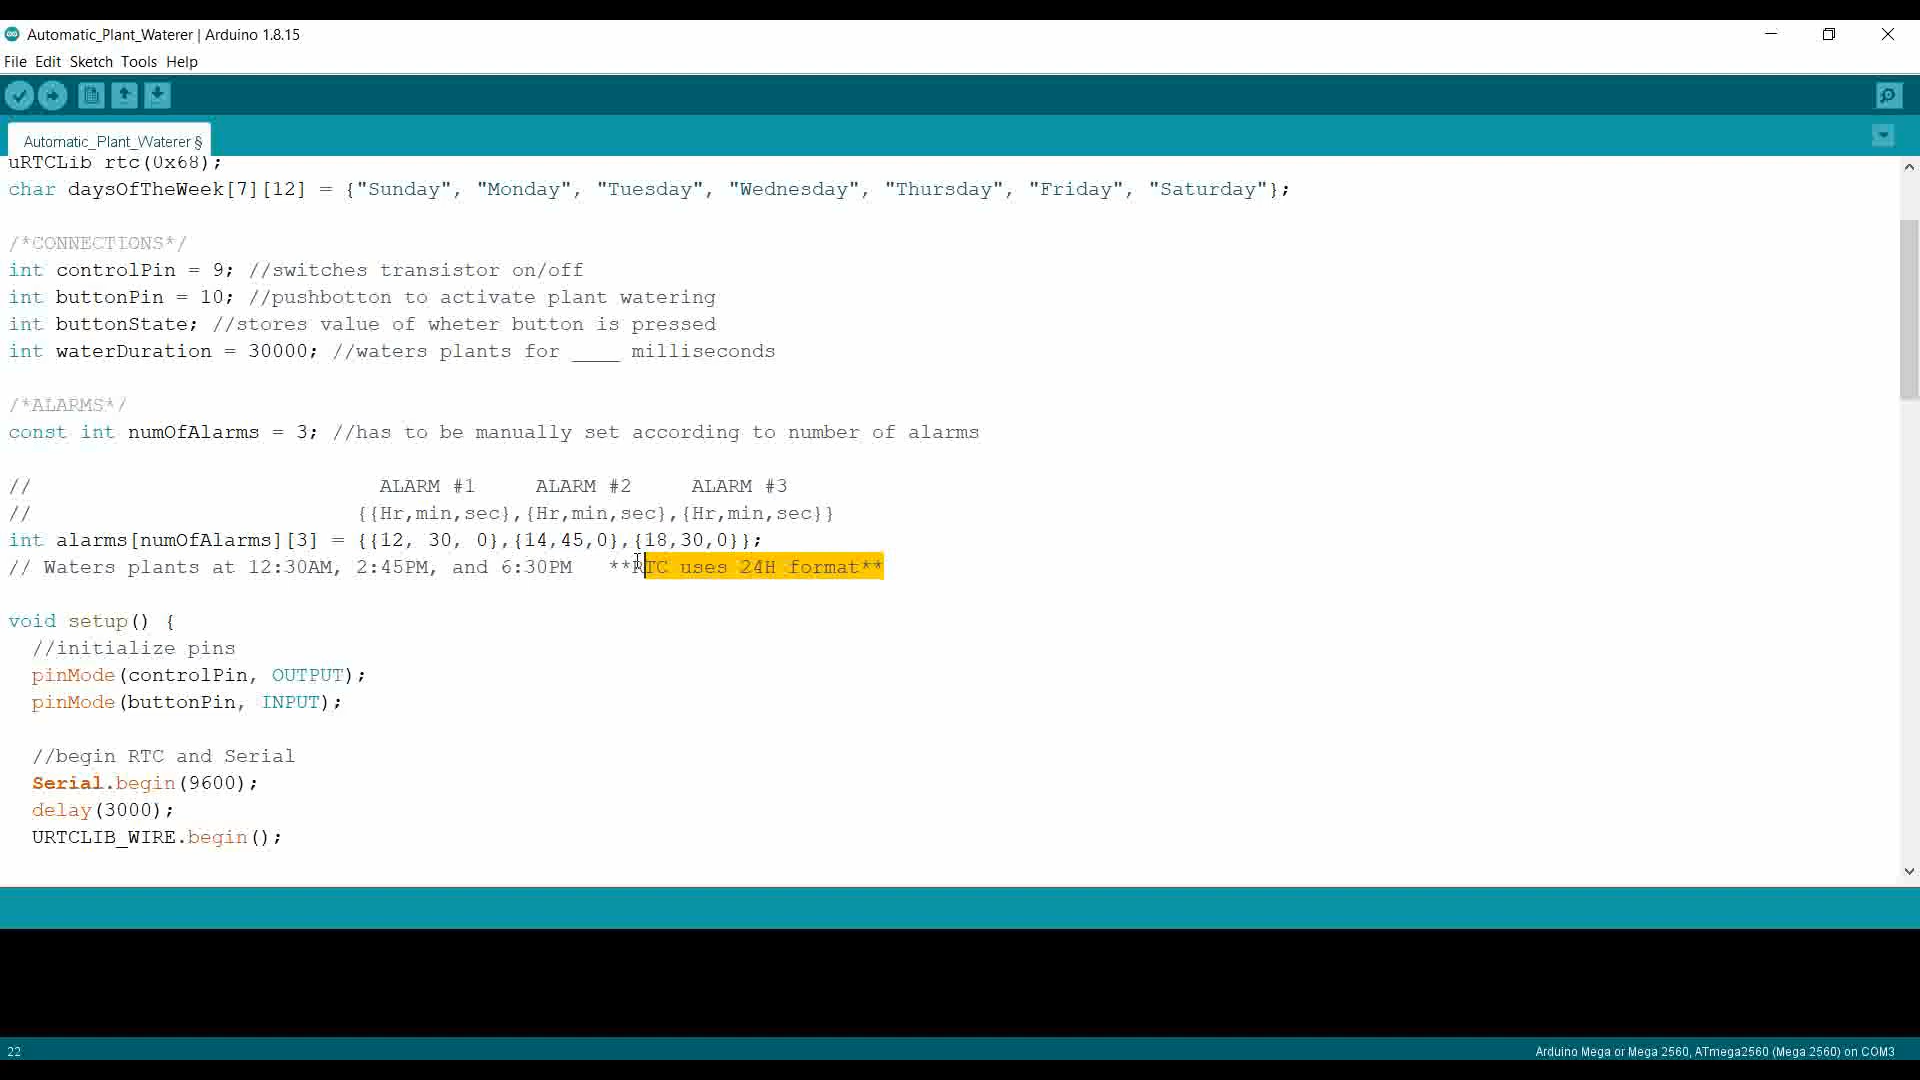 Automatic_Plant_Waterer | Arduino 1.8.15
File Edit Sketch Tools Help
Automatic_Plant_Waterer §
uRTCLib rtc(0x68);
char daysOfTheWeek[7][12] = {"Sunday", "Monday", "Tuesday", "Wednesday", "Thursday", "Friday", "Saturday"};
/*CONNECTIONS*/
int controlPin = 9; //switches transistor on/off
int buttonPin = 10; //pushbotton to activate plant watering
int buttonState; //stores value of wheter button is pressed
int waterDuration = 30000; //waters plants for ____ milliseconds
/*ALARMS*/
const int numOfAlarms = 3; //has to be manually set according to number of alarms
// ALARM #1 ALARM #2 ALARM #3
// {{Hr,min,sec},{Hr,min,sec},{Hr,min,sec}}
int alarms[numOfAlarms][3] = {{12, 30, 0},{14,45,0},{18,30,0}};
// Waters plants at 12:30AM, 2:45PM, and 6:30PM **RTC uses 24H format**
void setup() {
//initialize pins
pinMode(controlPin, OUTPUT);
pinMode(buttonPin, INPUT);
//begin RTC and Serial
Serial.begin(9600);
delay(3000);
URTCLIB_WIRE.begin();
22
Arduino Mega or Mega 2560, ATmega2560 (Mega 2560) on COM3